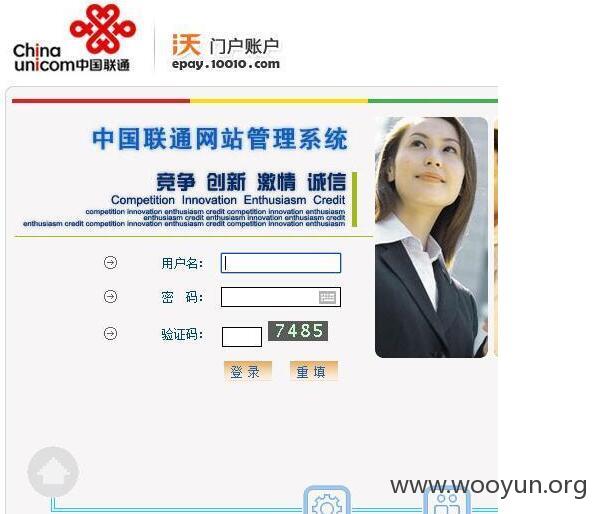 China
unicom中国联通
沃 门户账户
epay.10010.com
中国联通网站管理系统
竞争 创新 激情 诚信
Competition Innovation Enthusiasm Credit
competition innovation enthusiasm credit competition innovation enthusiasm
enthusiasm credit competition innovation enthusiasm
enthusiasm credit competition innovation enthusiasm credit competition innovation enthusiasm
用户名:
密 码:
验证码: 7485
登 录 重 填
www.wooyun.org